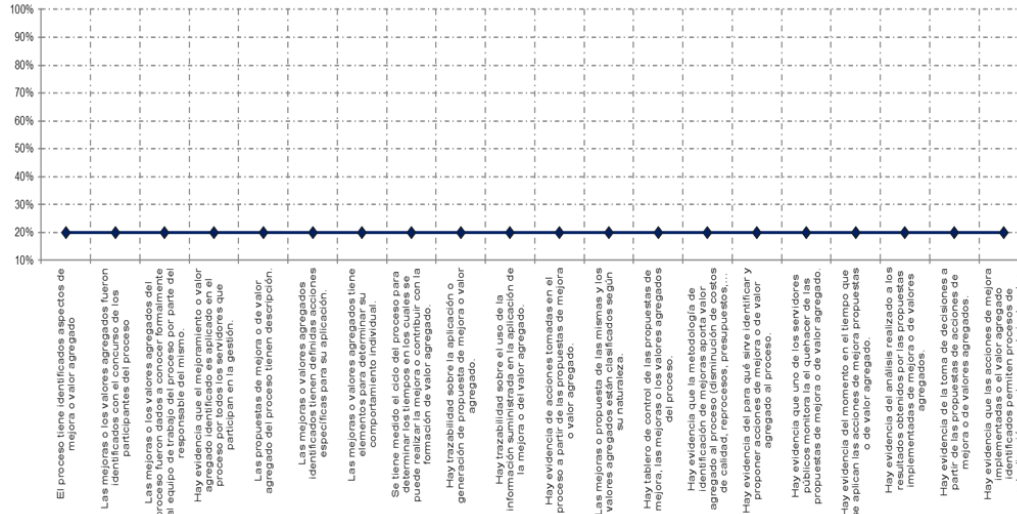 100%
90%
80%
70%
60%
50%
40%
30%
20%
10%
El proceso tiene identificados aspectos de
mejora o valor agregado
Las mejoras o los valores agregados fueron
identificados con el concurso de los
participantes del proceso
Las mejoras o los valores agregados del
proceso fueron dados a conocer formalmente
al equipo de trabajo del proceso por parte del
responsable del mismo.
Hay evidencia que el mejoramiento o valor
agregado identificado es aplicado en el
proceso por todos los servidores que
participan en la gestión.
Las propuestas de mejora o de valor
agregado del proceso tienen descripción.
Las mejoras o valores agregados
identificados tienen definidas acciones
específicas para su aplicación.
Las mejoras o valores agregados tiene
elementos para determinar su
comportamiento individual.
Se tiene medido el ciclo del proceso para
determinar los tiempos en los cuales se
puede realizar la mejora o contribuir con la
formación de valor agregado.
Hay trazabilidad sobre la aplicación o
generación de propuesta de mejora o valor
agregado.
Hay trazabilidad sobre el uso de la
información suministrada en la aplicación de
la mejora o del valor agregado.
Hay evidencia de acciones tomadas en el
proceso a partir de las propuestas de mejora
o valor agregado.
Las mejoras o propuesta de las mismas y los
valores agregados están clasificados según
su naturaleza.
Hay tablero de control de las propuestas de
mejora, las mejoras o los valores agregados
del proceso.
Hay evidencia que la metodología de
identificación de mejoras aporta valor
agregado al proceso (disminución de costos
de calidad, reprocesos, presupuestos,...
Hay evidencia del para qué sirve identificar y
proponer acciones de mejora o de valor
agregado al proceso.
Hay evidencia que uno de los servidores
públicos monitora la el quehacer de las
propuestas de mejora o de valor agregado.
Hay evidencia del momento en el tiempo que
se aplican las acciones de mejora propuestas
o de valor agregado.
Hay evidencia del análisis realizado a los
resultados obtenidos por las propuestas
implementadas de mejora o de valores
agregados.
Hay evidencia de la toma de decisiones a
partir de las propuestas de acciones de
mejora o de valores agregados.
Hay evidencia que las acciones de mejora
implementadas o el valor agregado
identificados permiten procesos de